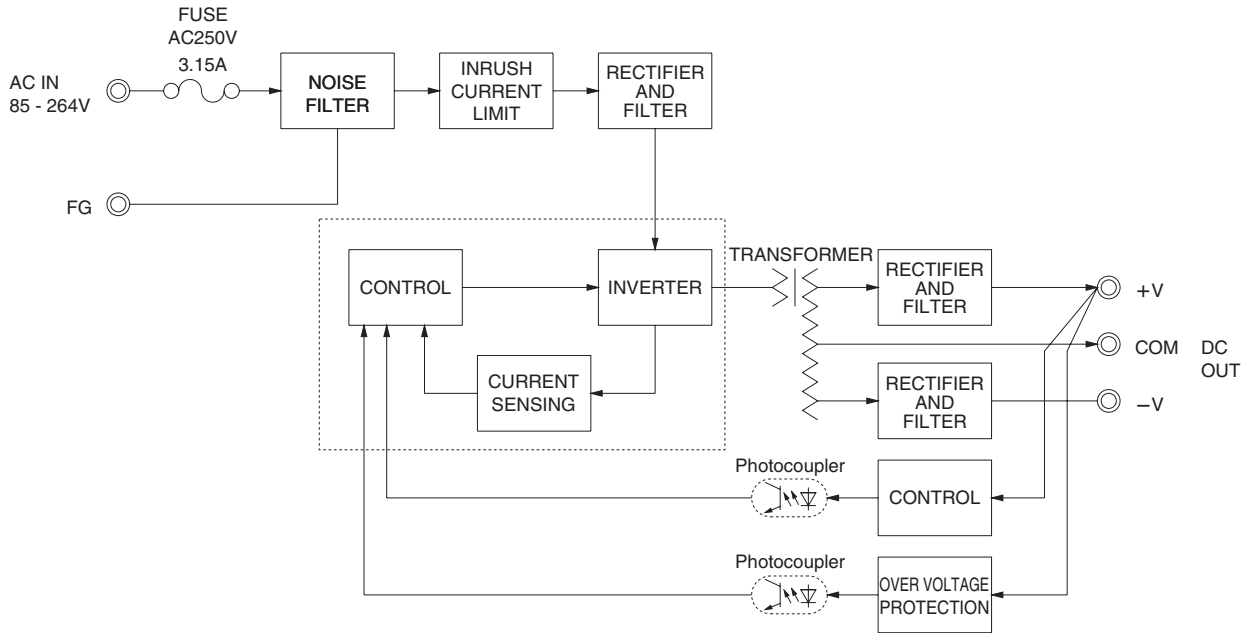 FUSE
AC250V
3.15A
AC IN
85 - 264V
NOISE
FILTER
INRUSH
CURRENT
LIMIT
RECTIFIER
AND
FILTER
FG
CONTROL
INVERTER
CURRENT
SENSING
TRANSFORMER
RECTIFIER
AND
FILTER
+V
COM
DC
OUT
RECTIFIER
AND
FILTER
−V
Photocoupler
CONTROL
Photocoupler
OVER VOLTAGE
PROTECTION